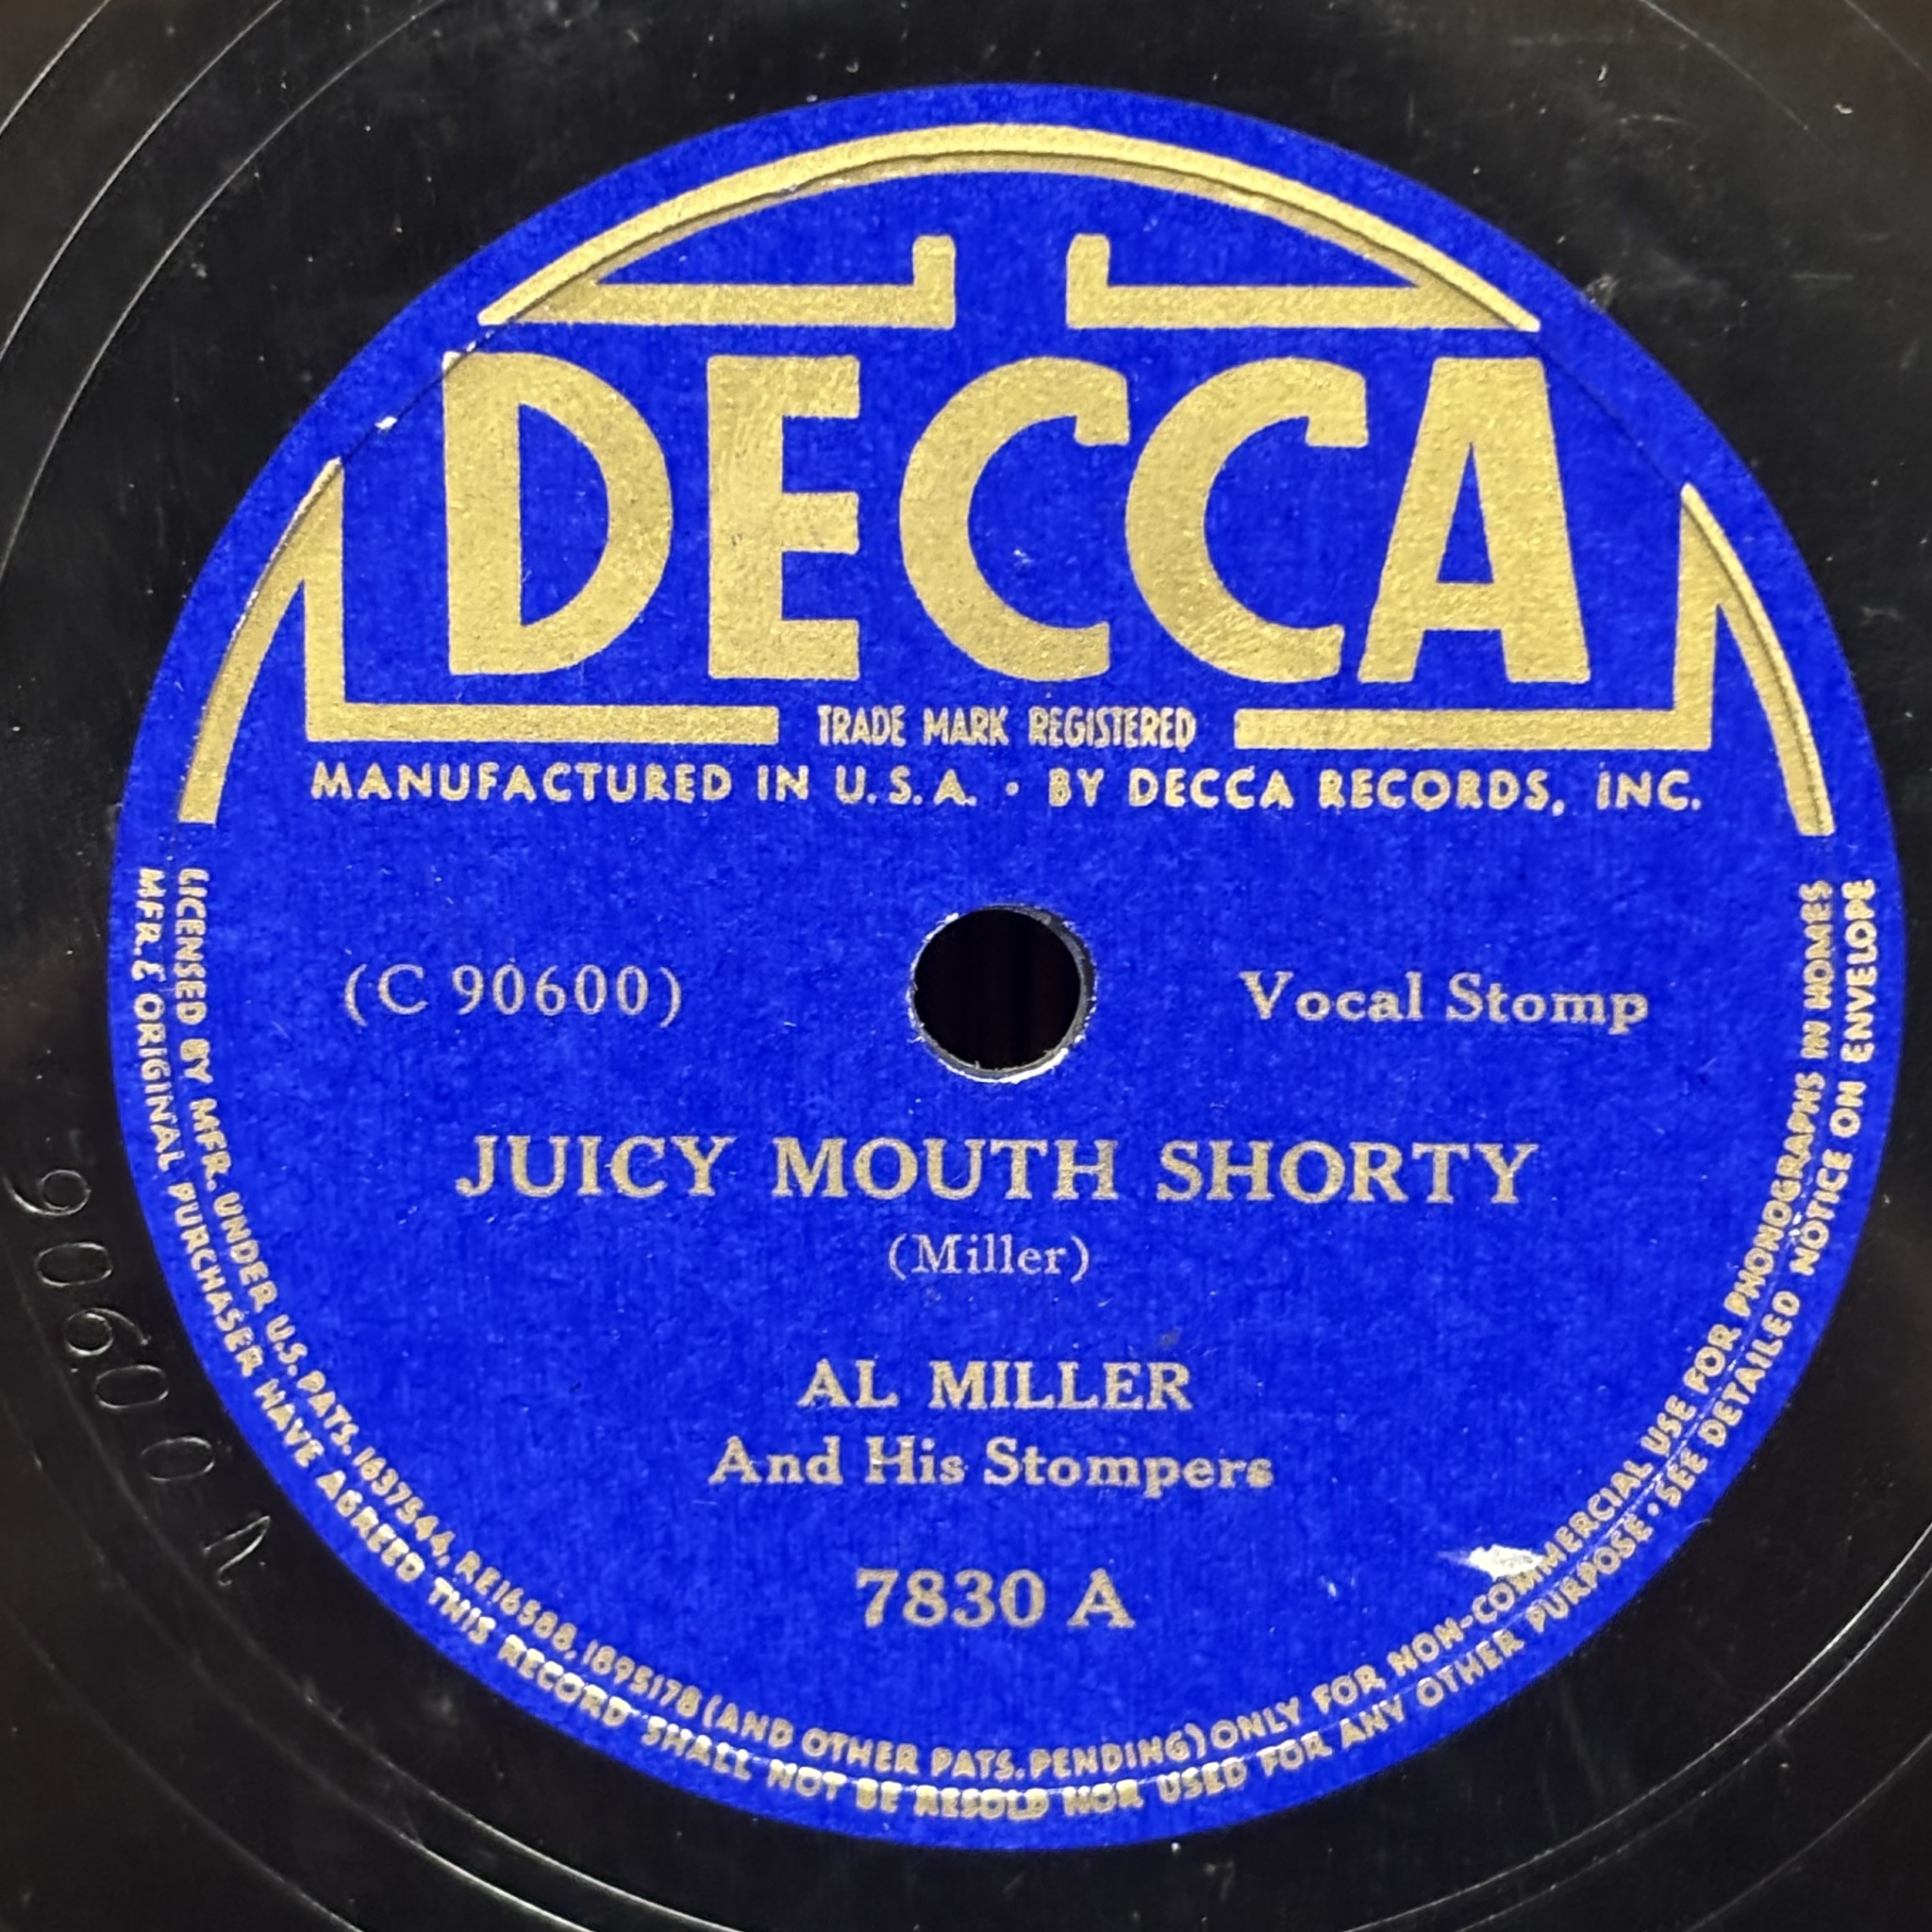 DECCA
TRADE MARK REGISTERED
MANUFACTURED IN U.S.A. · BY DECCA RECORDS, INC.
(C 90600)
Vocal Stomp
JUICY MOUTH SHORTY
(Miller)
AL MILLER
And His Stompers
7830 A
LICENSED BY MFR. UNDER U.S. PATS. 1637544, RE16588, 1895178 (AND OTHER PATS. PENDING) ONLY FOR NON-COMMERCIAL USE FOR PHONOGRAPHS IN HOMES
MFR. & ORIGINAL PURCHASER HAVE AGREED THIS RECORD SHALL NOT BE RESOLD NOR USED FOR ANY OTHER PURPOSE · SEE DETAILED NOTICE ON ENVELOPE
90600